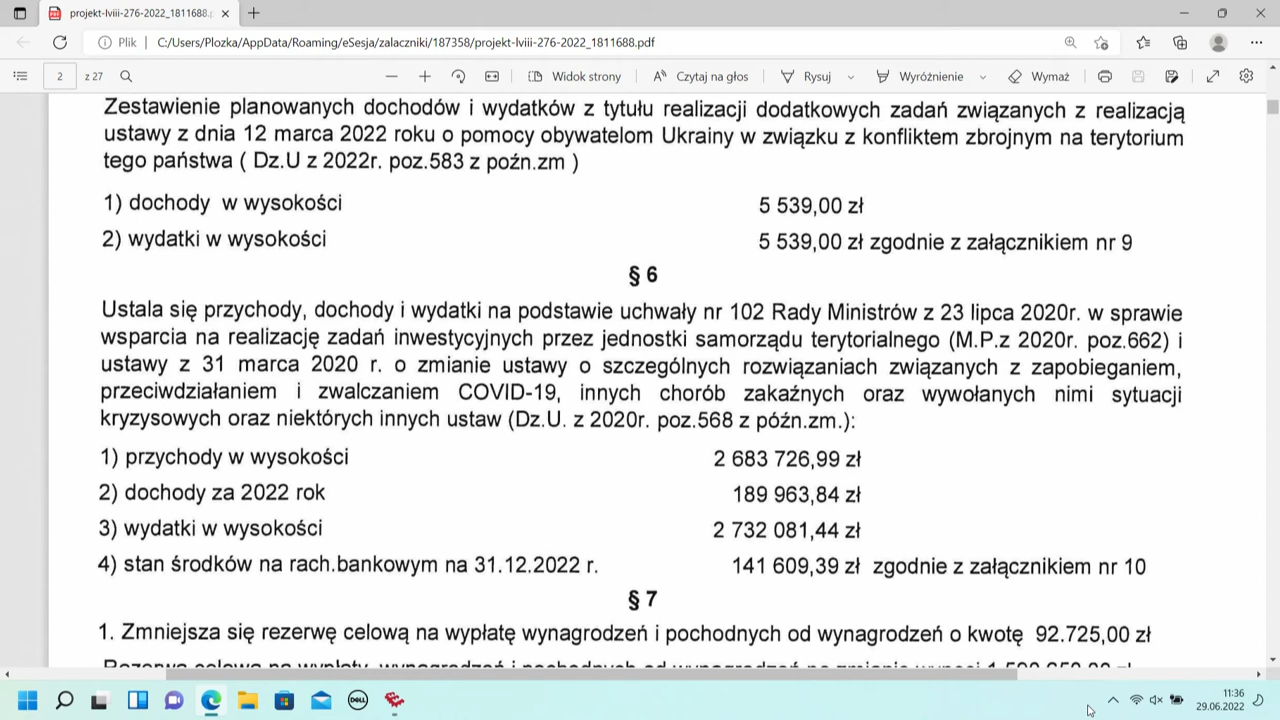 projekt-lviii-276-2022_1811688.p
Plik | C:/Users/Plozka/AppData/Roaming/eSesja/zalaczniki/187358/projekt-lviii-276-2022_1811688.pdf
2 z 27 Widok strony Czytaj na głos Rysuj Wyróżnienie Wymaż
Zestawienie planowanych dochodów i wydatków z tytułu realizacji dodatkowych zadań związanych z realizacją
ustawy z dnia 12 marca 2022 roku o pomocy obywatelom Ukrainy w związku z konfliktem zbrojnym na terytorium
tego państwa ( Dz.U z 2022r. poz.583 z poźn.zm )
1) dochody w wysokości 5 539,00 zł
2) wydatki w wysokości 5 539,00 zł zgodnie z załącznikiem nr 9
§ 6
Ustala się przychody, dochody i wydatki na podstawie uchwały nr 102 Rady Ministrów z 23 lipca 2020r. w sprawie
wsparcia na realizację zadań inwestycyjnych przez jednostki samorządu terytorialnego (M.P.z 2020r. poz.662) i
ustawy z 31 marca 2020 r. o zmianie ustawy o szczególnych rozwiązaniach związanych z zapobieganiem,
przeciwdziałaniem i zwalczaniem COVID-19, innych chorób zakaźnych oraz wywołanych nimi sytuacji
kryzysowych oraz niektórych innych ustaw (Dz.U. z 2020r. poz.568 z późn.zm.):
1) przychody w wysokości 2 683 726,99 zł
2) dochody za 2022 rok 189 963,84 zł
3) wydatki w wysokości 2 732 081,44 zł
4) stan środków na rach.bankowym na 31.12.2022 r. 141 609,39 zł zgodnie z załącznikiem nr 10
§ 7
1. Zmniejsza się rezerwę celową na wypłatę wynagrodzeń i pochodnych od wynagrodzeń o kwotę 92.725,00 zł
DELL
11:36
29.06.2022